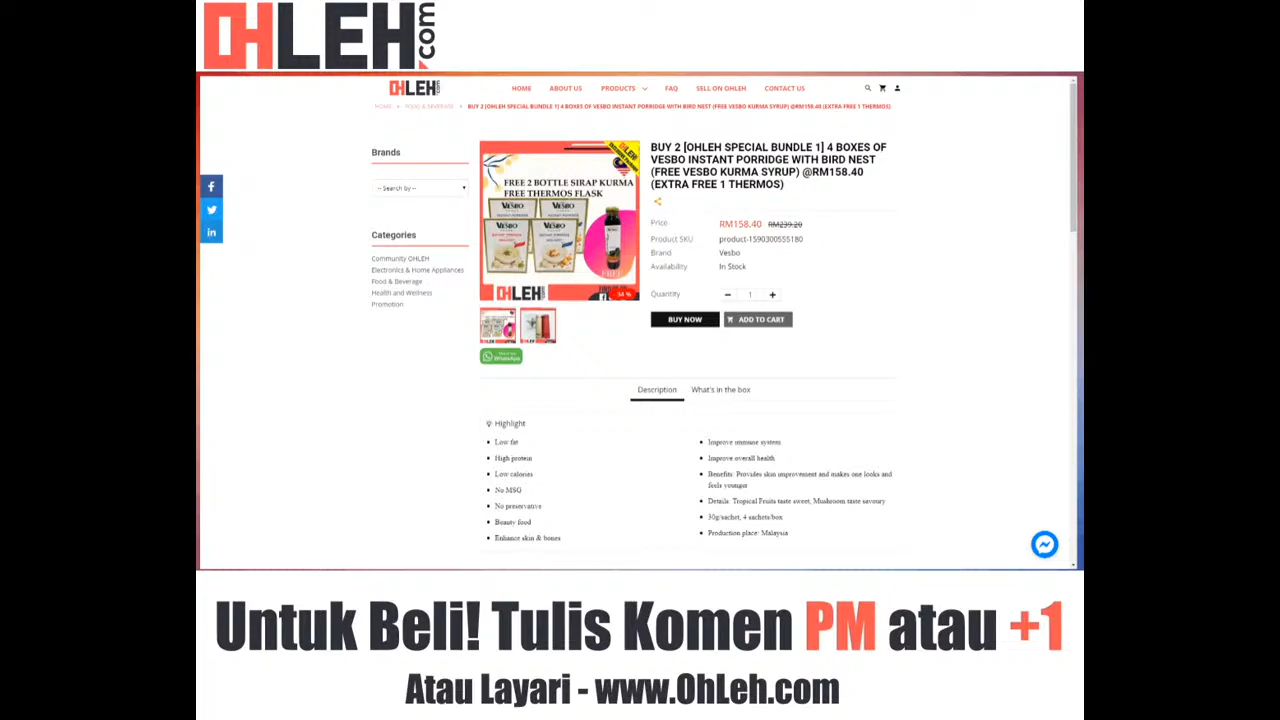 OHLEH.com
OHLEH.com
HOME ABOUT US PRODUCTS FAQ SELL ON OHLEH CONTACT US
HOME FOOD & BEVERAGE BUY 2 [OHLEH SPECIAL BUNDLE 1] 4 BOXES OF VESBO INSTANT PORRIDGE WITH BIRD NEST (FREE VESBO KURMA SYRUP) @RM158.40 (EXTRA FREE 1 THERMOS)
Brands
-- Search by --
Categories
Community OHLEH
Electronics & Home Appliances
Food & Beverage
Health and Wellness
Promotion
OHLEH
FREE 2 BOTTLE SIRAP KURMA
FREE THERMOS FLASK
VESBO VESBO
VESBO VESBO
FREE
OHLEH
34 %
WhatsApp
BUY 2 [OHLEH SPECIAL BUNDLE 1] 4 BOXES OF
VESBO INSTANT PORRIDGE WITH BIRD NEST
(FREE VESBO KURMA SYRUP) @RM158.40
(EXTRA FREE 1 THERMOS)
Price RM158.40 RM239.20
Product SKU product-1590300555180
Brand Vesbo
Availability In Stock
Quantity − 1 +
BUY NOW ADD TO CART
Description What's in the box
Highlight
Low fat
High protein
Low calories
No MSG
No preservative
Beauty food
Enhance skin & bones
Improve immune system
Improve overall health
Benefits: Provides skin improvement and makes one looks and
feels younger
Details: Tropical Fruits taste sweet, Mushroom taste savoury
30g/sachet, 4 sachets/box
Production place: Malaysia
Untuk Beli! Tulis Komen PM atau +1
Atau Layari - www.OhLeh.com